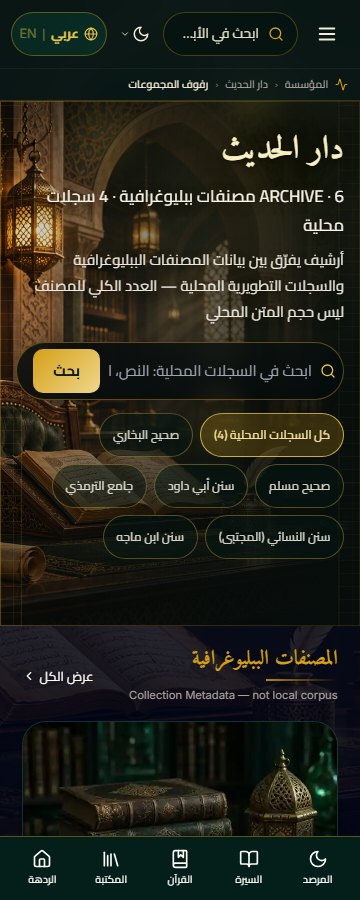 ابحث في الأبـ...
عربي | EN
المؤسسة › دار الحديث › رفوف المجموعات
دار الحديث
ARCHIVE · 6 مصنفات ببليوغرافية · 4 سجلات
محلية
أرشيف يفرّق بين بيانات المصنفات الببليوغرافية
والسجلات التطويرية المحلية — العدد الكلي للمصنف
ليس حجم المتن المحلي
ابحث في السجلات المحلية: النص، ا
بحث
كل السجلات المحلية (4)
صحيح البخاري
صحيح مسلم
سنن أبي داود
جامع الترمذي
سنن النسائي (المجتبى)
سنن ابن ماجه
المصنفات الببليوغرافية
عرض الكل
Collection Metadata — not local corpus
المرصد
السيرة
القرآن
المكتبة
الردهة